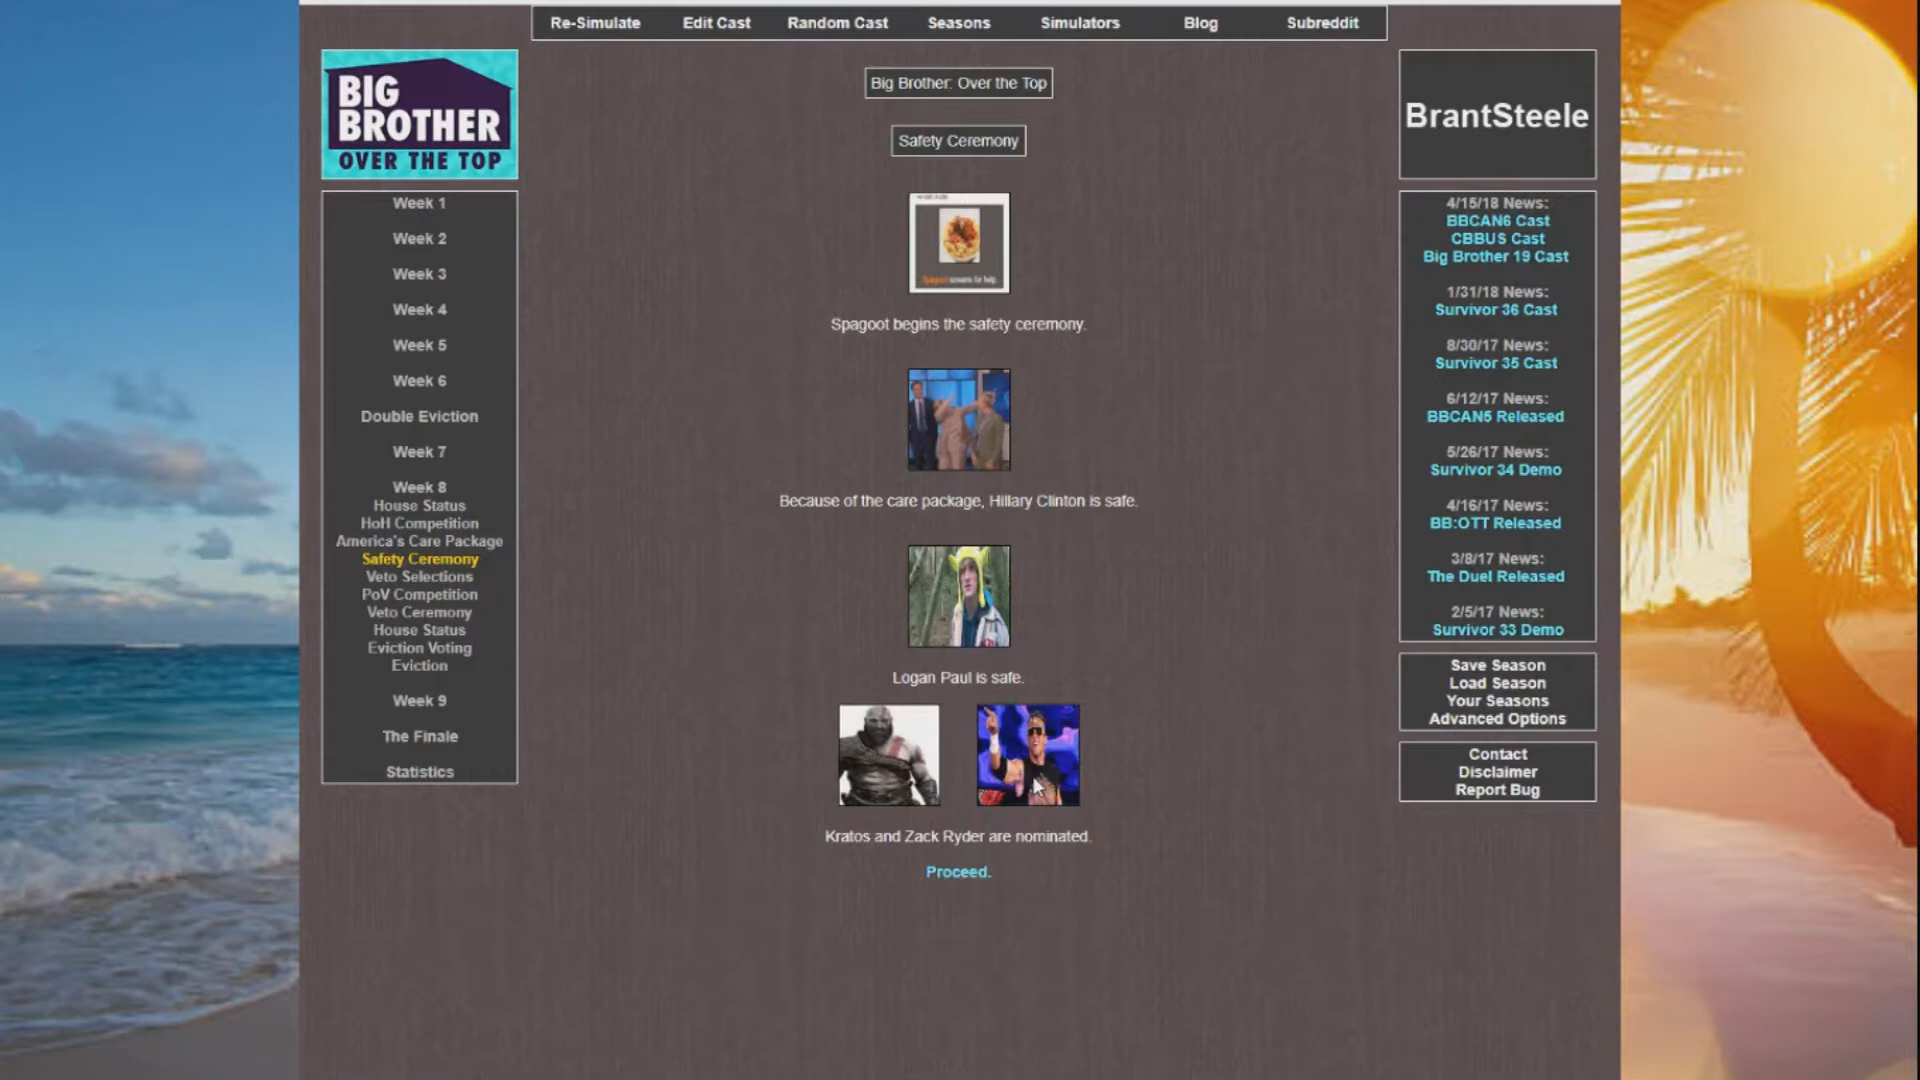 Re-Simulate Edit Cast Random Cast Seasons Simulators Blog Subreddit
BIG
BROTHER
OVER THE TOP
Week 1
Week 2
Week 3
Week 4
Week 5
Week 6
Double Eviction
Week 7
Week 8
House Status
HoH Competition
America's Care Package
Safety Ceremony
Veto Selections
PoV Competition
Veto Ceremony
House Status
Eviction Voting
Eviction
Week 9
The Finale
Statistics
Big Brother: Over the Top
Safety Ceremony
Spagoot screams for help
Spagoot begins the safety ceremony.
Because of the care package, Hillary Clinton is safe.
Logan Paul is safe.
Kratos and Zack Ryder are nominated.
Proceed.
BrantSteele
4/15/18 News:
BBCAN6 Cast
CBBUS Cast
Big Brother 19 Cast
1/31/18 News:
Survivor 36 Cast
8/30/17 News:
Survivor 35 Cast
6/12/17 News:
BBCAN5 Released
5/26/17 News:
Survivor 34 Demo
4/16/17 News:
BB:OTT Released
3/8/17 News:
The Duel Released
2/5/17 News:
Survivor 33 Demo
Save Season
Load Season
Your Seasons
Advanced Options
Contact
Disclaimer
Report Bug